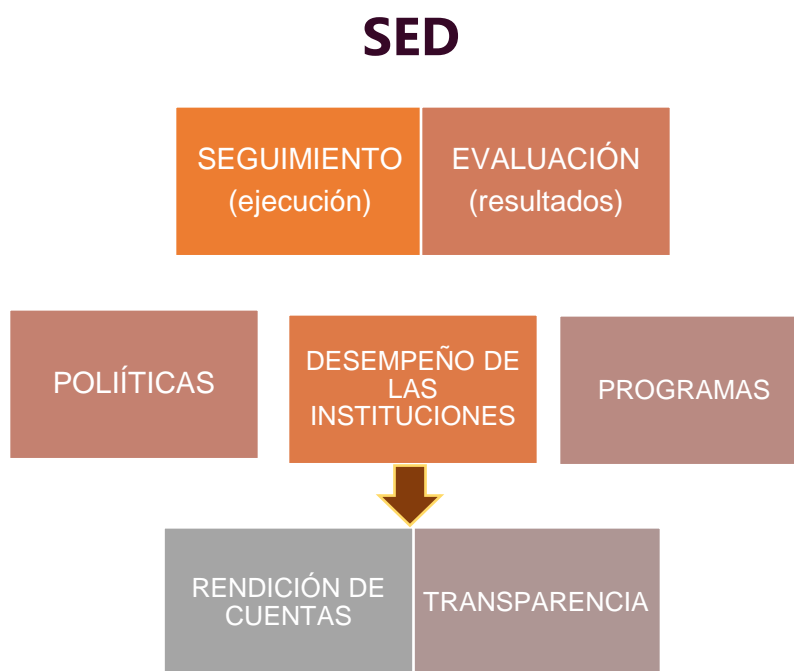 SED
SEGUIMIENTO
(ejecución)
EVALUACIÓN
(resultados)
POLIÍTICAS
DESEMPEÑO DE
LAS
INSTITUCIONES
PROGRAMAS
RENDICIÓN DE
CUENTAS
TRANSPARENCIA